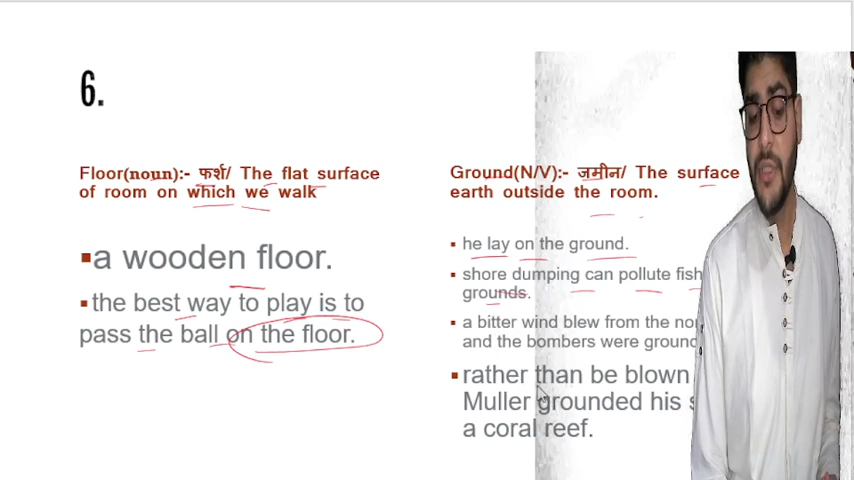 6.
Floor(noun):- फर्श/ The flat surface
of room on which we walk
▪a wooden floor.
▪the best way to play is to
pass the ball on the floor.
Ground(N/V):- जमीन/ The surface
earth outside the room.
▪ he lay on the ground.
▪ shore dumping can pollute fish
grounds.
▪ a bitter wind blew from the
and the bombers were
▪rather than be blown
Muller grounded his
a coral reef.